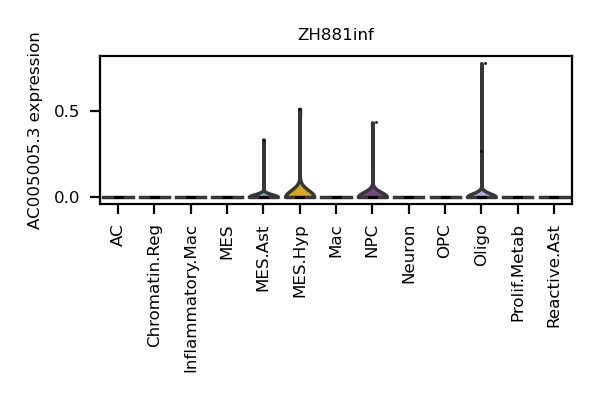 ZH881inf
AC005005.3 expression
0.5
0.0
AC
Chromatin.Reg
Inflammatory.Mac
MES
MES.Ast
MES.Hyp
Mac
NPC
Neuron
OPC
Oligo
Prolif.Metab
Reactive.Ast